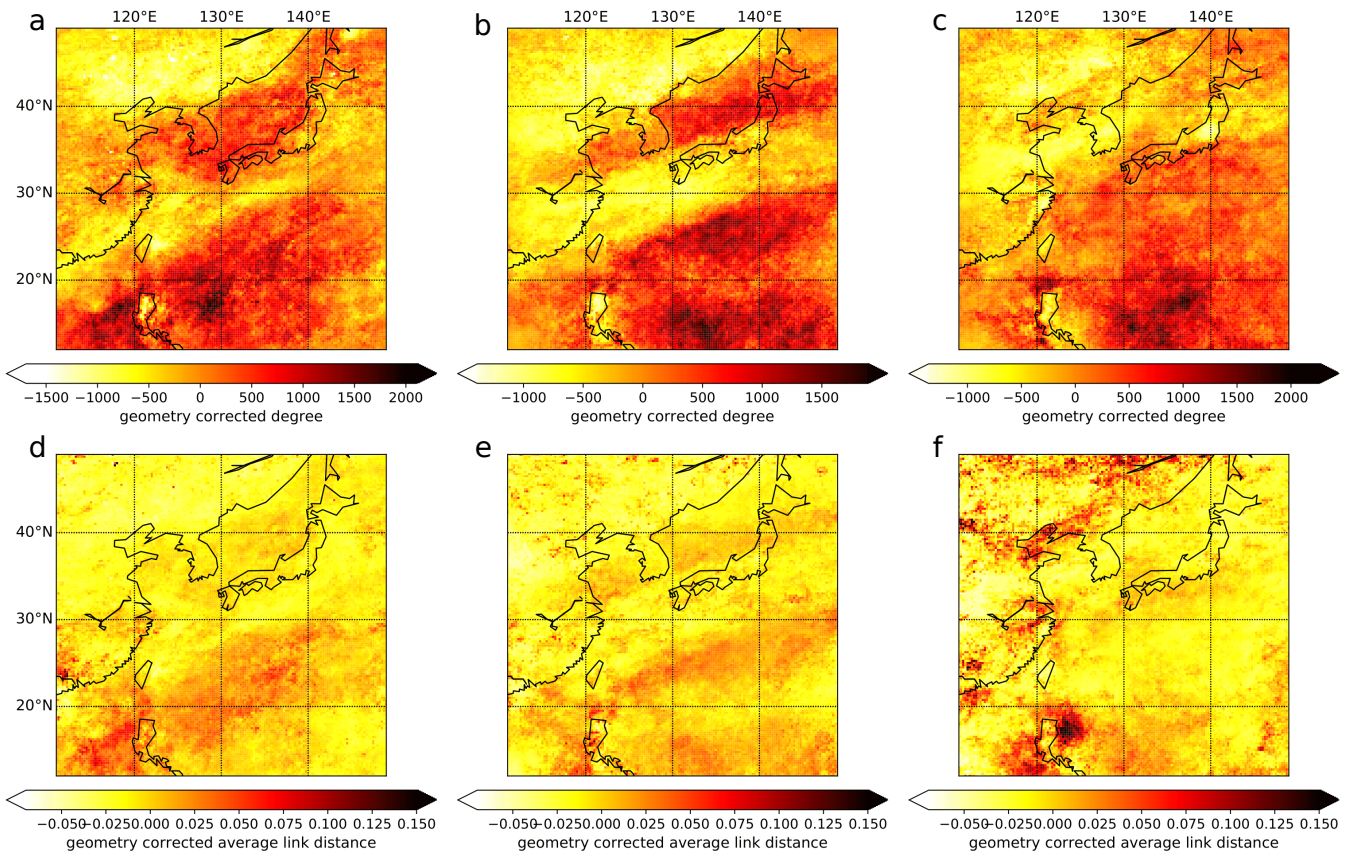 a b c
120°E 130°E 140°E 120°E 130°E 140°E 120°E 130°E 140°E
40°N
30°N
20°N
−1500 −1000 −500 0 500 1000 1500 2000 −1000 −500 0 500 1000 1500 −1000 −500 0 500 1000 1500 2000
geometry corrected degree geometry corrected degree geometry corrected degree
d e f
40°N
30°N
20°N
−0.050 −0.025 0.000 0.025 0.050 0.075 0.100 0.125 0.150 −0.050 −0.025 0.000 0.025 0.050 0.075 0.100 0.125 0.150 −0.050 −0.025 0.000 0.025 0.050 0.075 0.100 0.125 0.150
geometry corrected average link distance geometry corrected average link distance geometry corrected average link distance